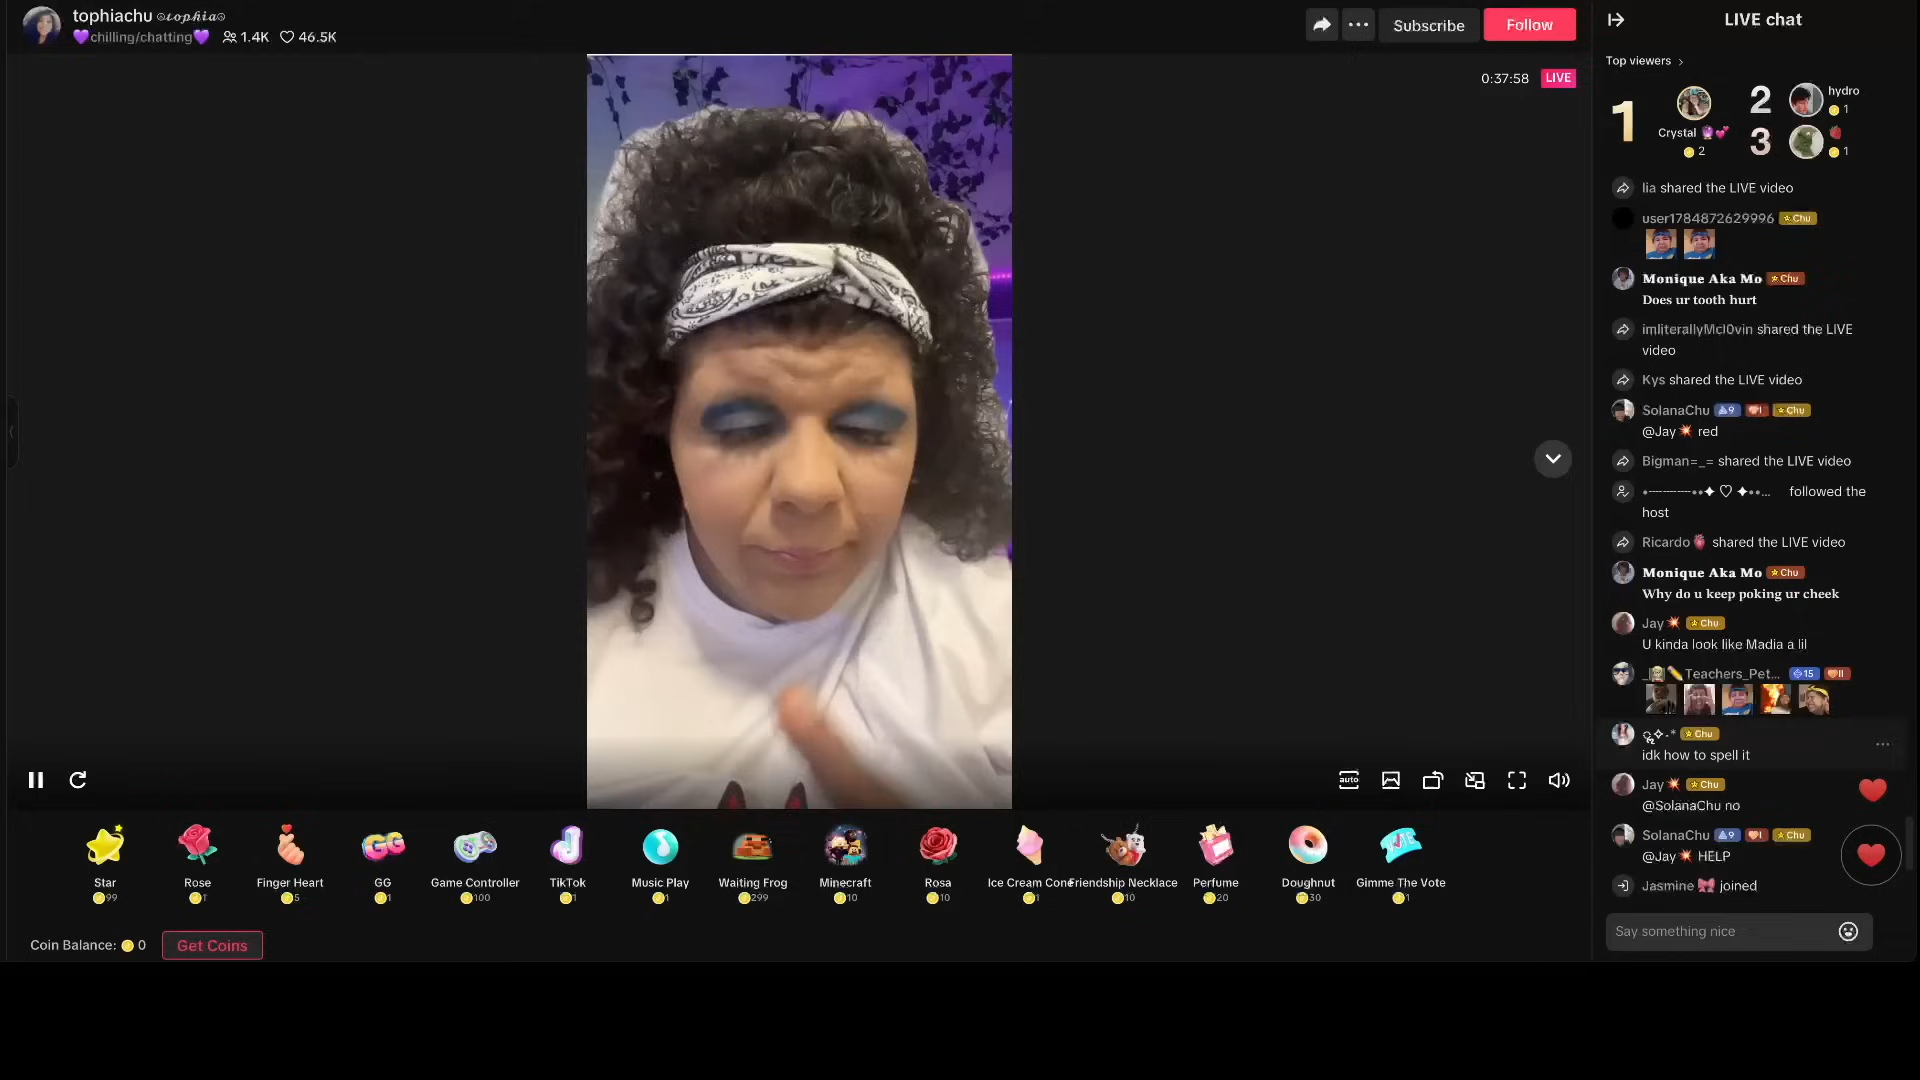 tophiachu ☺𝓽𝓸𝓹𝓱𝓲𝓪☺
💜chilling/chatting💜 1.4K 46.5K
Subscribe
Follow
0:37:58 LIVE
Star
99
Rose
1
Finger Heart
5
GG
1
Game Controller
100
TikTok
1
Music Play
1
Waiting Frog
299
Minecraft
10
Rosa
10
Ice Cream Cone
1
Friendship Necklace
10
Perfume
20
Doughnut
30
Gimme The Vote
1
auto
Coin Balance: 0 Get Coins
LIVE chat
Top viewers
1
Crystal 🔮💕
2
2
hydro
1
3
🍓
1
lia shared the LIVE video
user1784872629996 Chu
Monique Aka Mo Chu
Does ur tooth hurt
imliterallyMcl0vin shared the LIVE
video
Kys shared the LIVE video
SolanaChu 9 I Chu
@Jay💥 red
Bigman=_= shared the LIVE video
followed the
host
Ricardo🫀 shared the LIVE video
Monique Aka Mo Chu
Why do u keep poking ur cheek
Jay💥 Chu
U kinda look like Madia a lil
Teachers_Pet... 15 II
Chu
idk how to spell it
Jay💥 Chu
@SolanaChu no
SolanaChu 9 I Chu
@Jay💥 HELP
Jasmine 🎀 joined
Say something nice